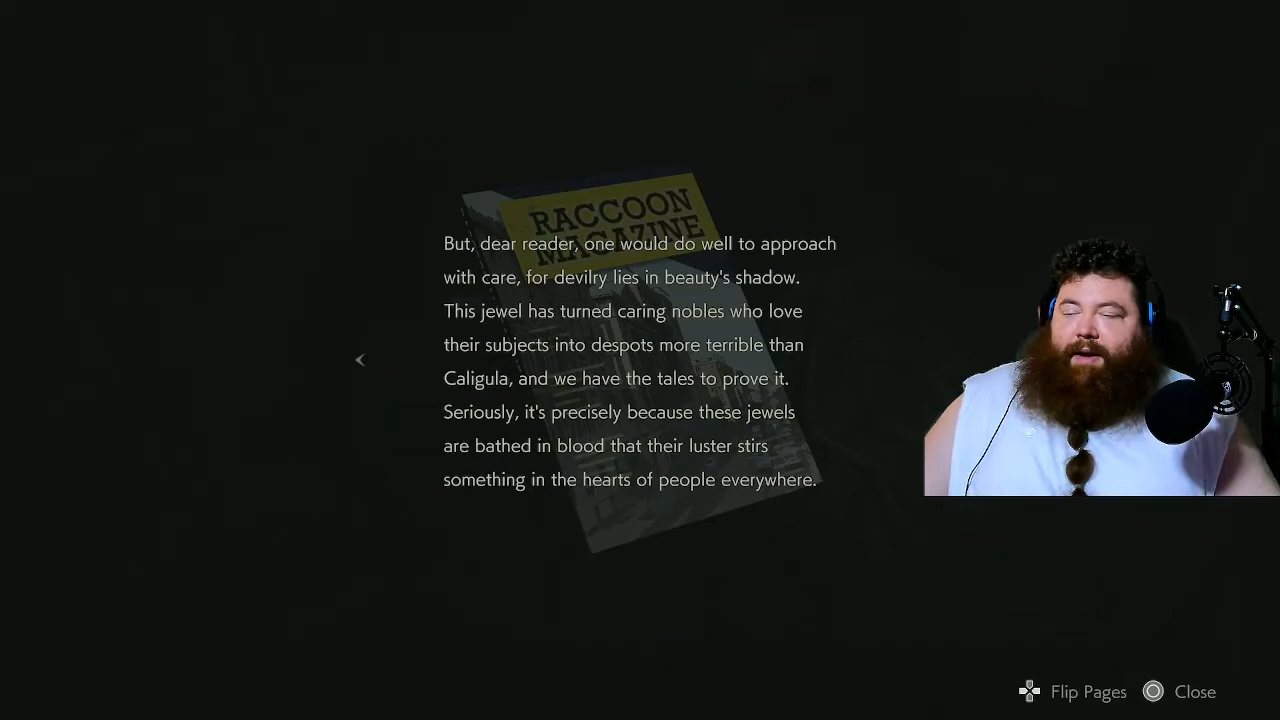 RACCOON
MAGAZINE
But, dear reader, one would do well to approach
with care, for devilry lies in beauty's shadow.
This jewel has turned caring nobles who love
their subjects into despots more terrible than
Caligula, and we have the tales to prove it.
Seriously, it's precisely because these jewels
are bathed in blood that their luster stirs
something in the hearts of people everywhere.
Flip Pages Close